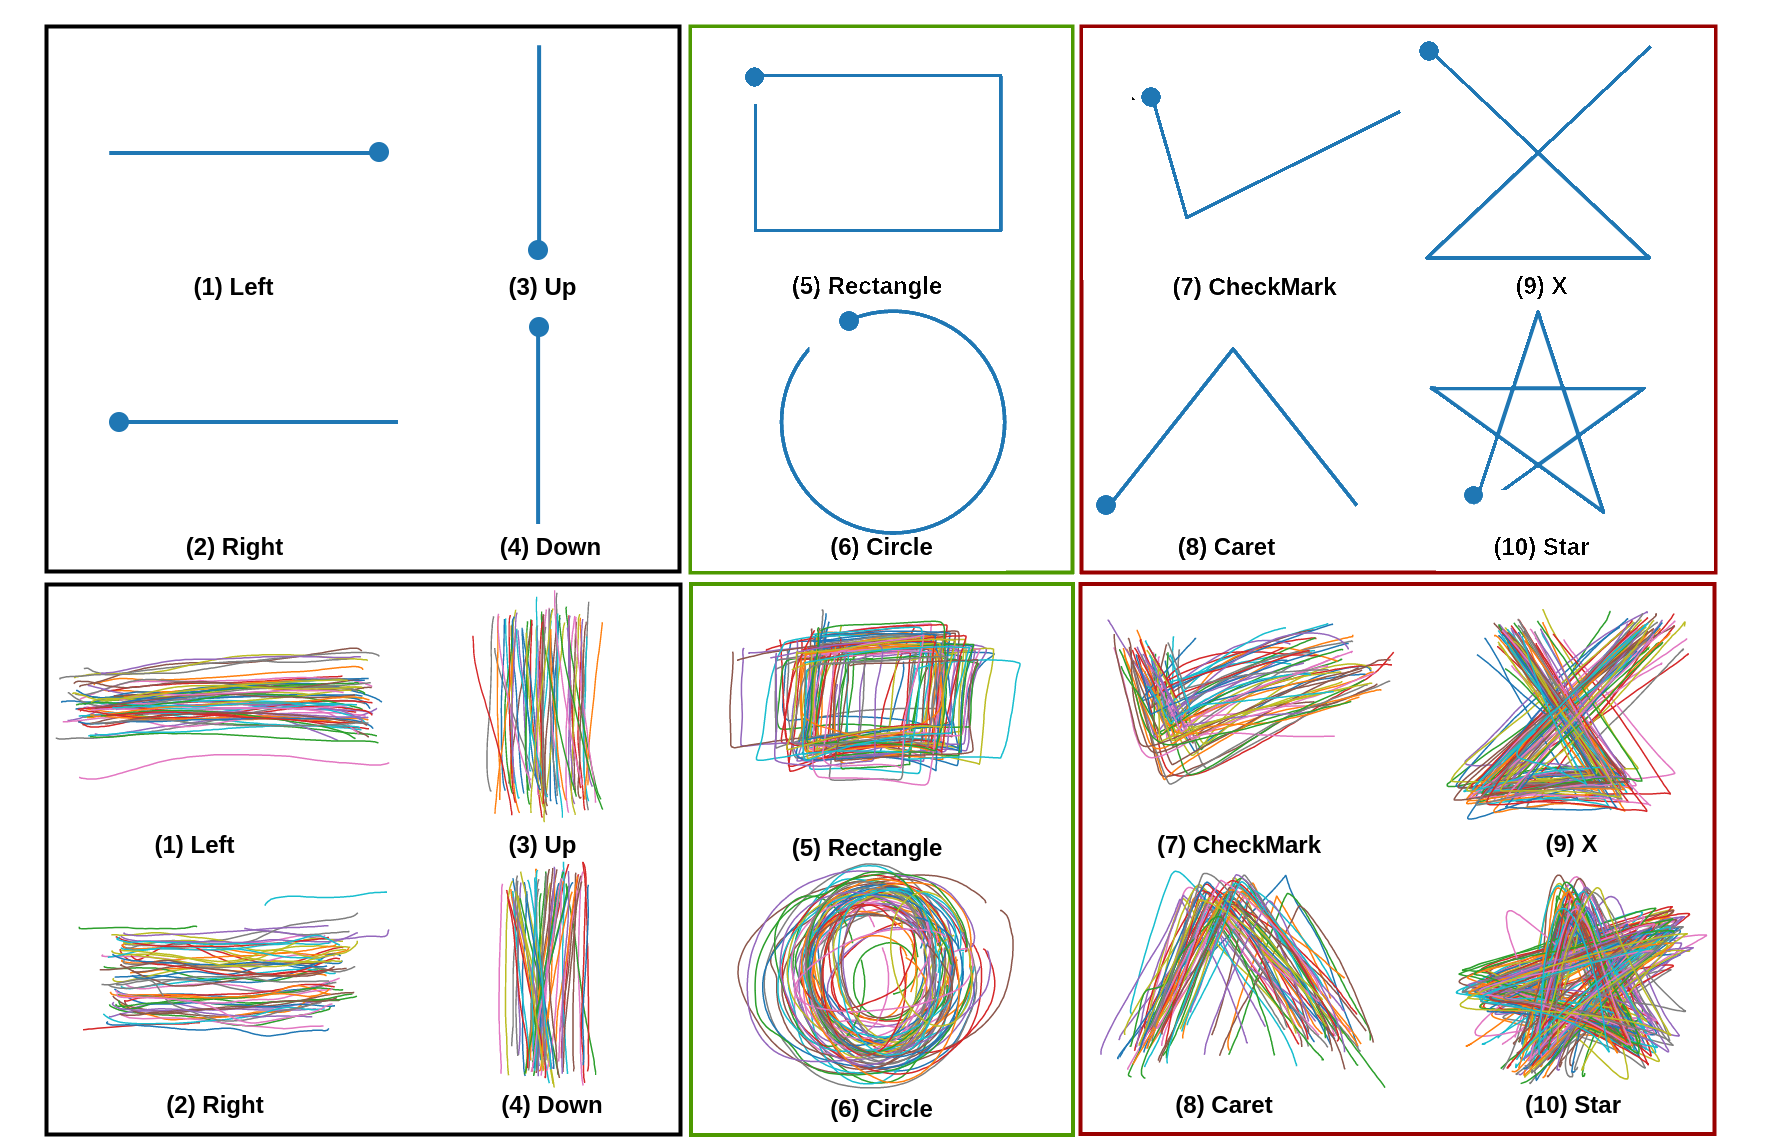 (1) Left
(3) Up
(2) Right
(4) Down
(5) Rectangle
(6) Circle
(7) CheckMark
(9) X
(8) Caret
(10) Star
(1) Left
(3) Up
(2) Right
(4) Down
(5) Rectangle
(6) Circle
(7) CheckMark
(9) X
(8) Caret
(10) Star